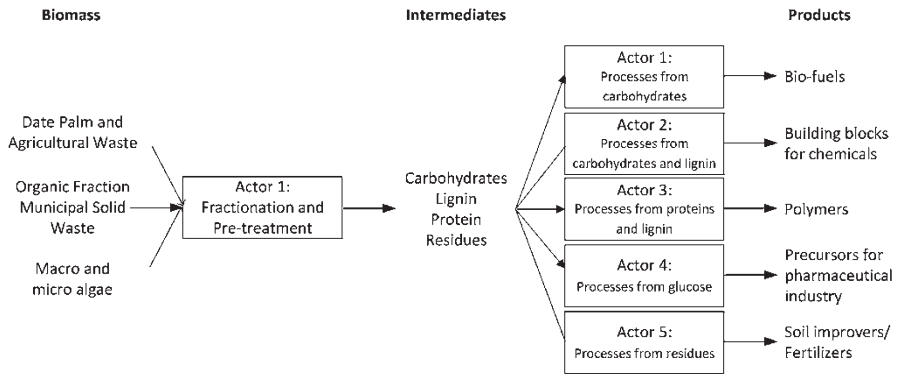 Biomass
Intermediates
Products
Date Palm and
Agricultural Waste
Organic Fraction
Municipal Solid
Waste
Macro and
micro algae
Actor 1:
Fractionation and
Pre-treatment
Carbohydrates
Lignin
Protein
Residues
Actor 1:
Processes from
carbohydrates
Bio-fuels
Actor 2:
Processes from
carbohydrates and lignin
Building blocks
for chemicals
Actor 3:
Processes from proteins
and lignin
Polymers
Actor 4:
Processes from glucose
Precursors for
pharmaceutical
industry
Actor 5:
Processes from residues
Soil improvers/
Fertilizers